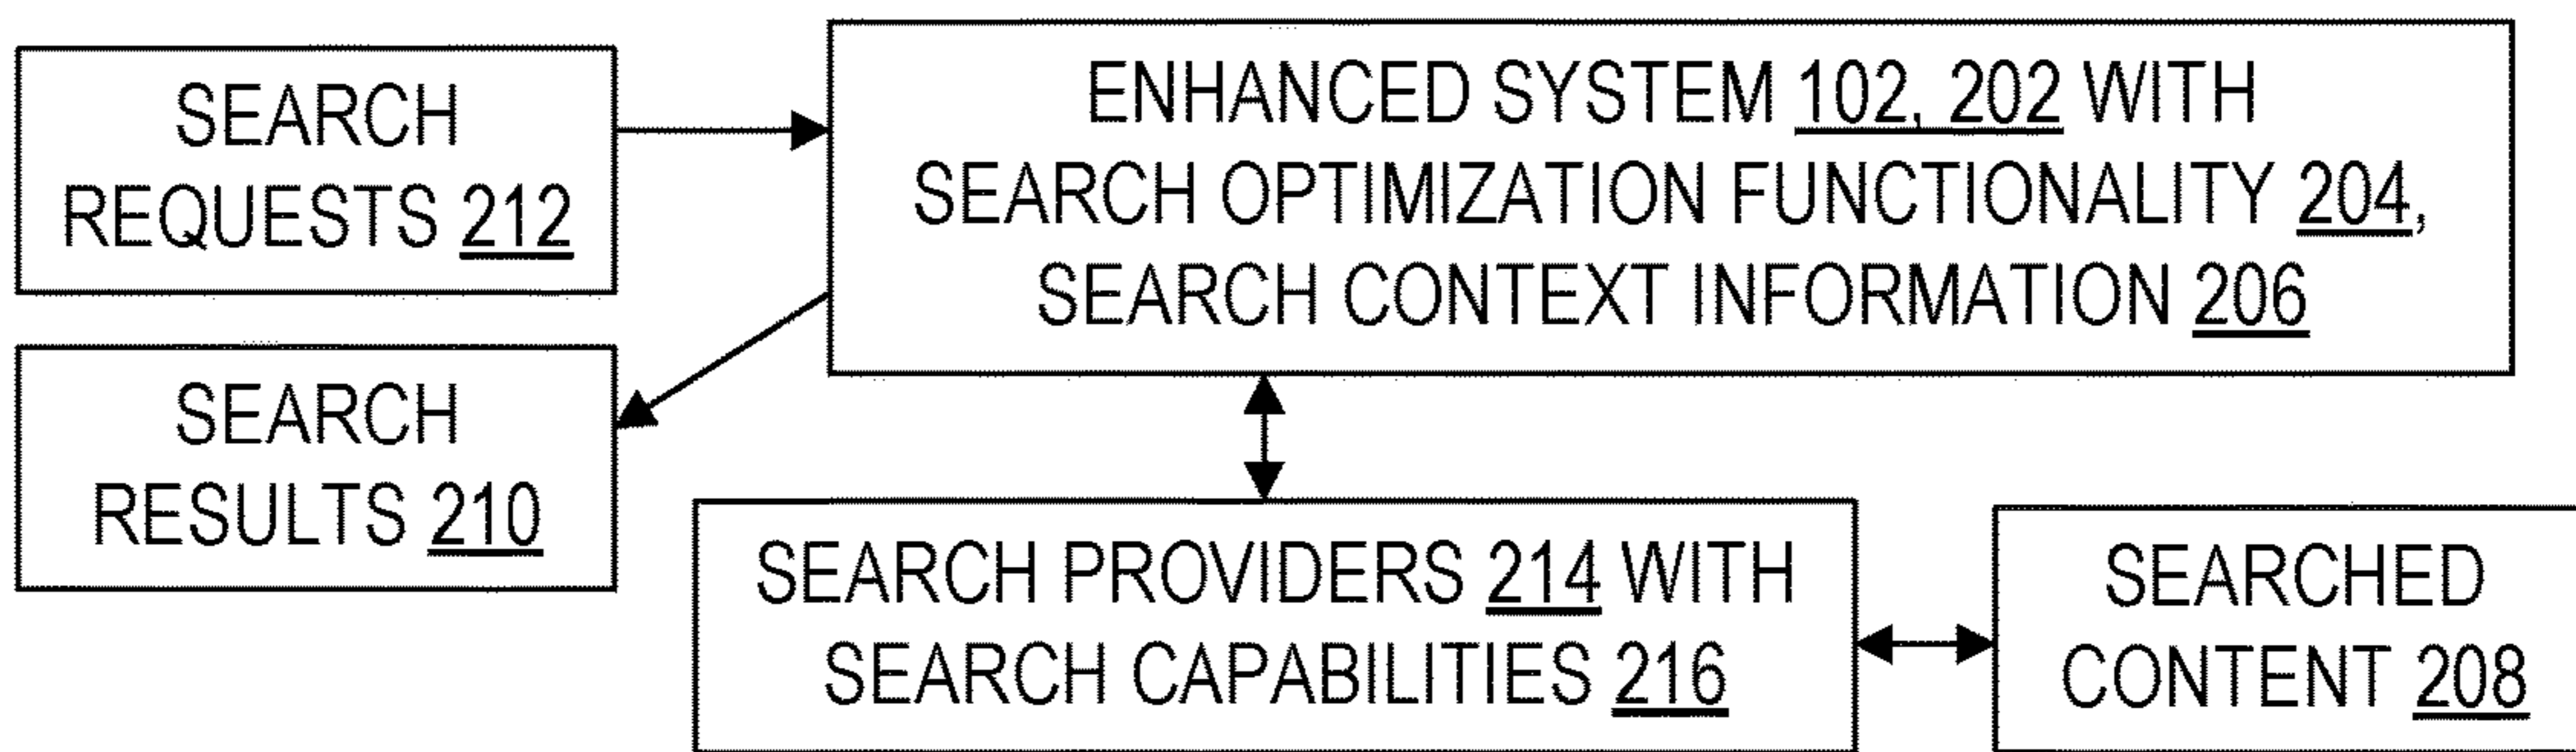 SEARCH
REQUESTS 212
ENHANCED SYSTEM 102, 202 WITH
SEARCH OPTIMIZATION FUNCTIONALITY 204,
SEARCH CONTEXT INFORMATION 206
SEARCH
RESULTS 210
SEARCH PROVIDERS 214 WITH
SEARCH CAPABILITIES 216
SEARCHED
CONTENT 208